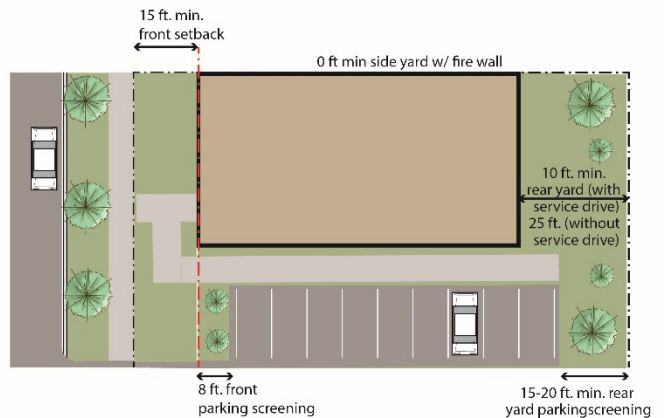 15 ft. min.
front setback
0 ft min side yard w/ fire wall
10 ft. min.
rear yard (with
service drive)
25 ft. (without
service drive)
8 ft. front
parking screening
15-20 ft. min. rear
yard parkingscreening